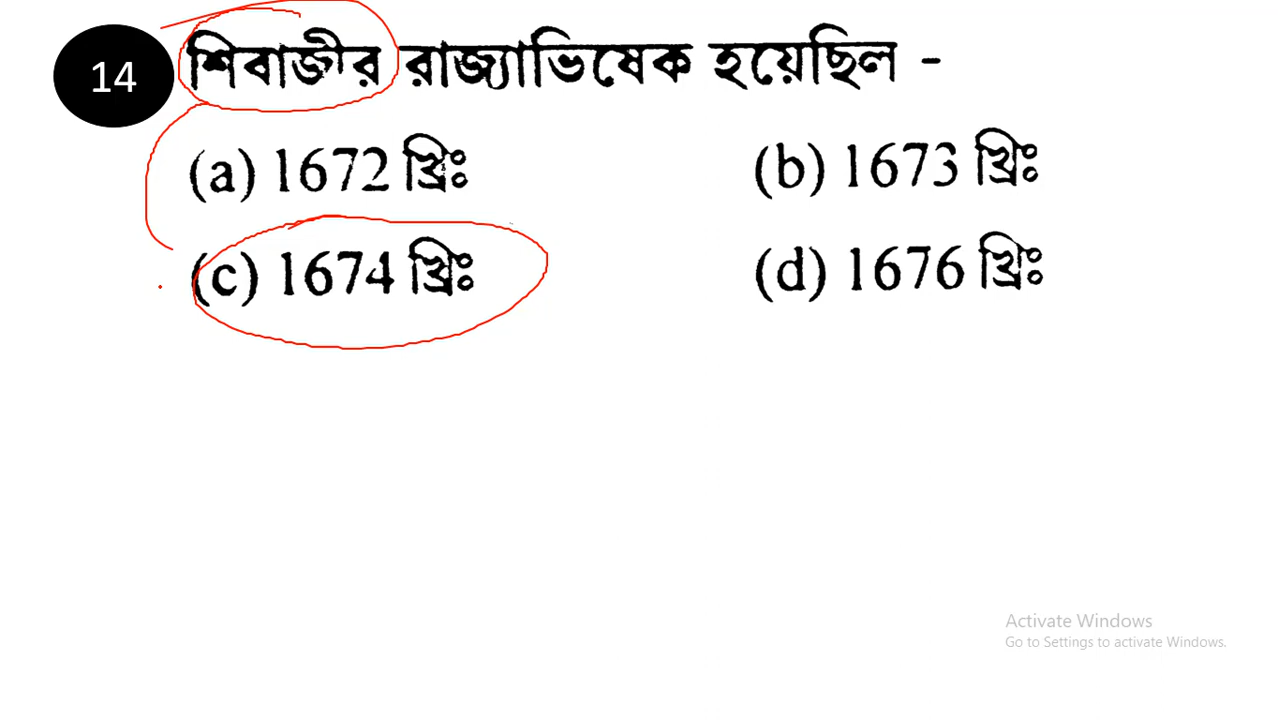 14 শিবাজীর রাজ্যাভিষেক হয়েছিল -
(a) 1672 খ্রিঃ (b) 1673 খ্রিঃ
(c) 1674 খ্রিঃ (d) 1676 খ্রিঃ
Activate Windows
Go to Settings to activate Windows.